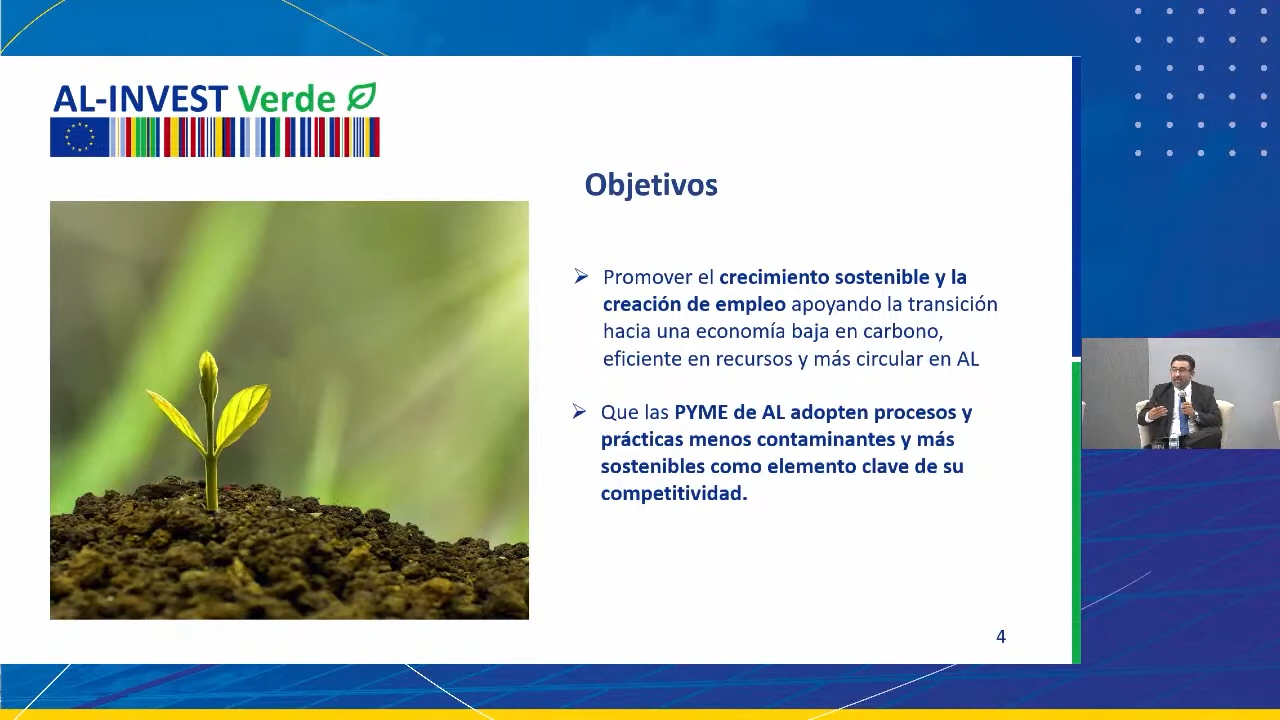 AL-INVEST Verde
Objetivos
➢ Promover el crecimiento sostenible y la
creación de empleo apoyando la transición
hacia una economía baja en carbono,
eficiente en recursos y más circular en AL
➢ Que las PYME de AL adopten procesos y
prácticas menos contaminantes y más
sostenibles como elemento clave de su
competitividad.
4